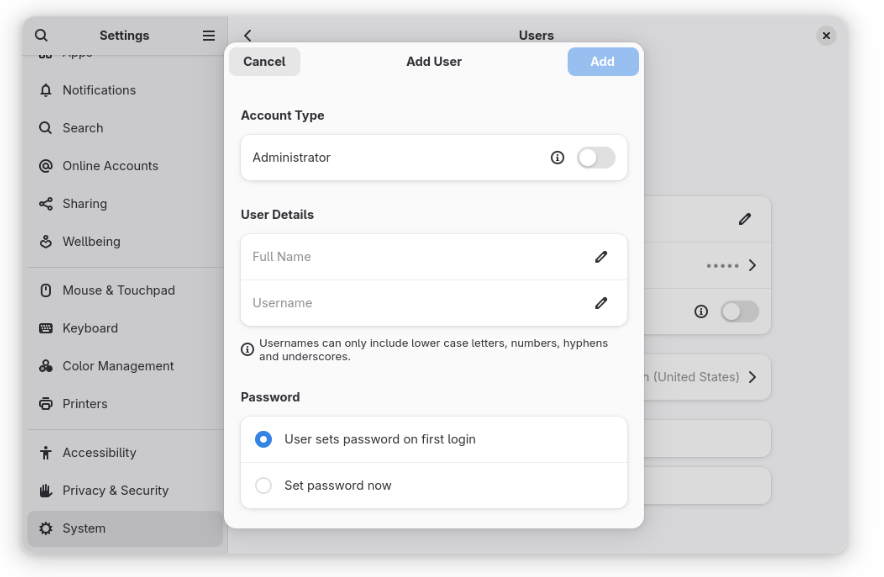 Settings
Users
Apps
Notifications
Search
Online Accounts
Sharing
Wellbeing
Mouse & Touchpad
Keyboard
Color Management
Printers
Accessibility
Privacy & Security
System
Cancel
Add User
Add
Account Type
Administrator
User Details
Full Name
Username
Usernames can only include lower case letters, numbers, hyphens
and underscores.
Password
User sets password on first login
Set password now
(United States)